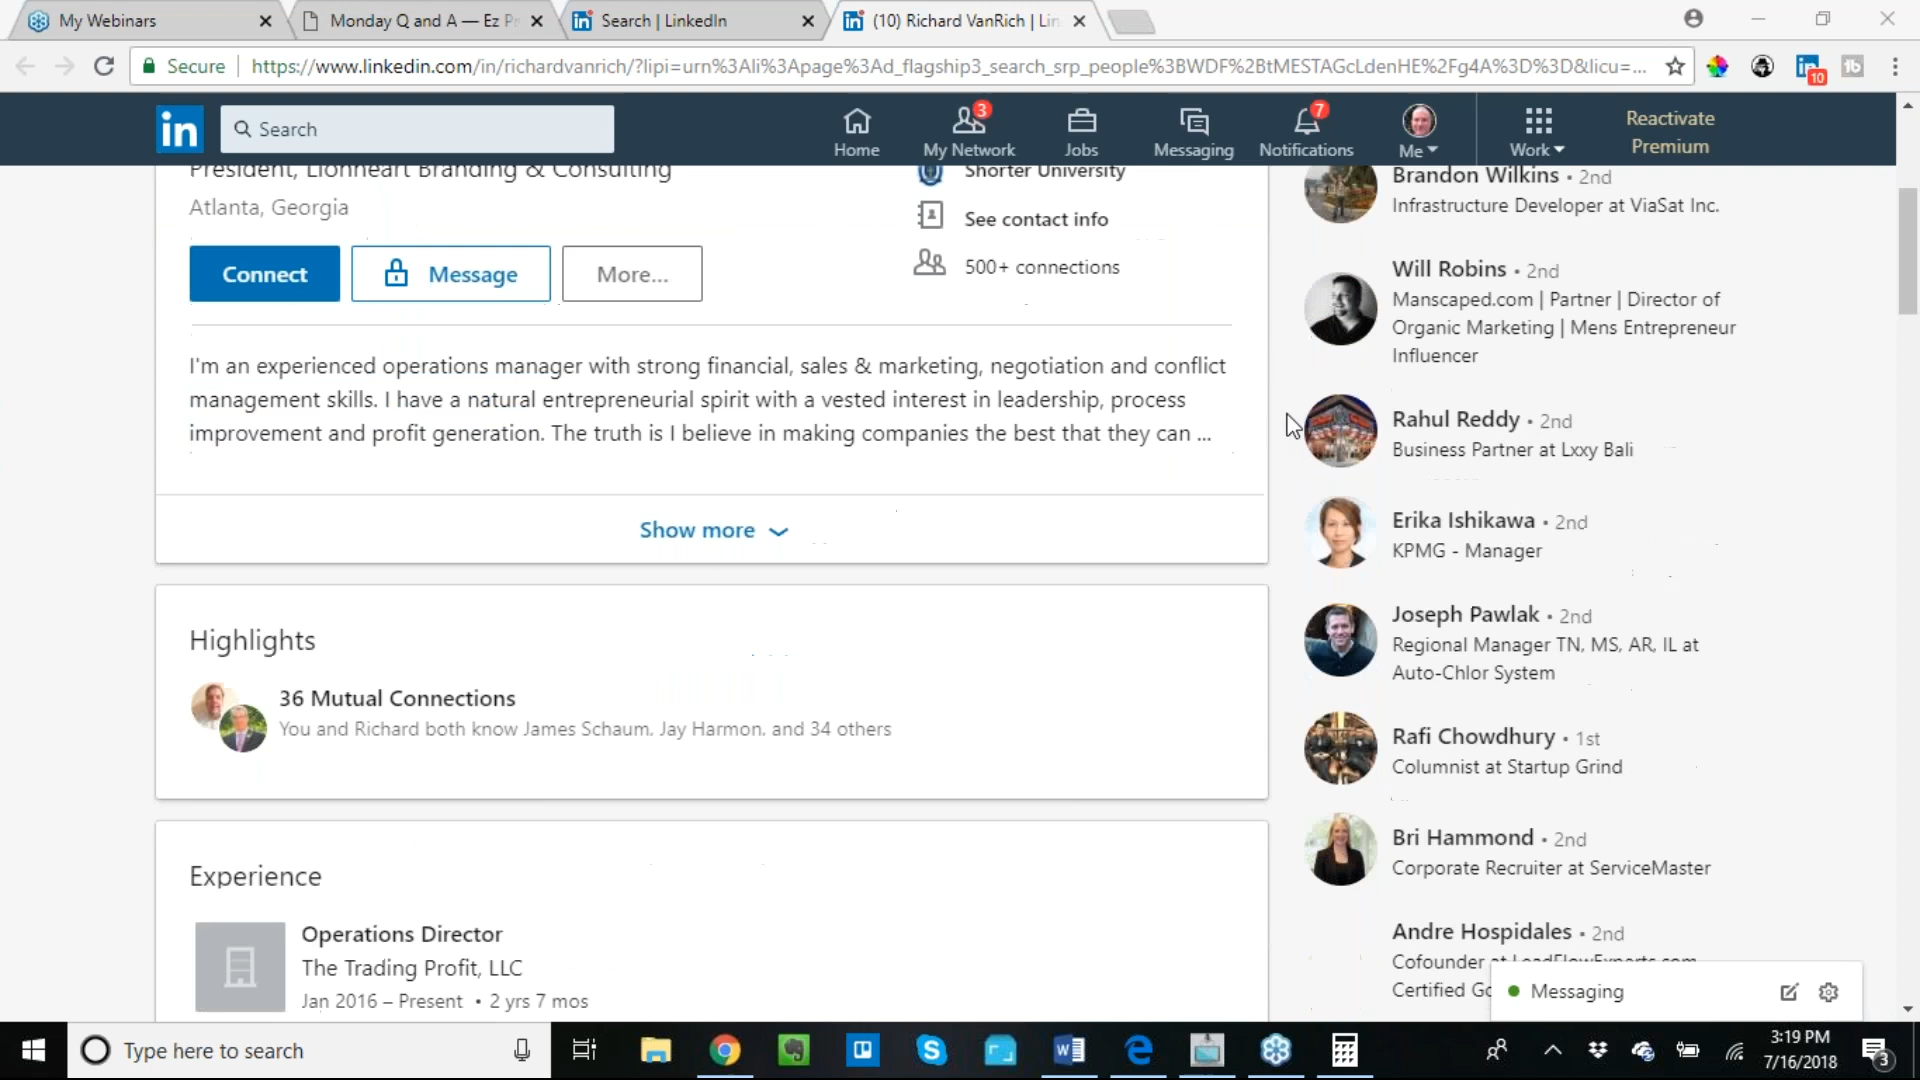 My Webinars
Monday Q and A — Ez P
Search | LinkedIn
(10) Richard VanRich | Lin
Secure
https://www.linkedin.com/in/richardvanrich/?lipi=urn%3Ali%3Apage%3Ad_flagship3_search_srp_people%3BWDF%2BtMESTAGcLdenHE%2Fg4A%3D%3D&licu=...
10
in
Search
Home
3
My Network
Jobs
Messaging
7
Notifications
Me
Work
Reactivate
Premium
President, Lionheart Branding & Consulting
Atlanta, Georgia
Shorter University
See contact info
500+ connections
Connect
Message
More...
I'm an experienced operations manager with strong financial, sales & marketing, negotiation and conflict
management skills. I have a natural entrepreneurial spirit with a vested interest in leadership, process
improvement and profit generation. The truth is I believe in making companies the best that they can ...
Show more
Highlights
36 Mutual Connections
You and Richard both know James Schaum, Jay Harmon, and 34 others
Experience
Operations Director
The Trading Profit, LLC
Jan 2016 – Present • 2 yrs 7 mos
Brandon Wilkins • 2nd
Infrastructure Developer at ViaSat Inc.
Will Robins • 2nd
Manscaped.com | Partner | Director of
Organic Marketing | Mens Entrepreneur
Influencer
Rahul Reddy • 2nd
Business Partner at Lxxy Bali
Erika Ishikawa • 2nd
KPMG - Manager
Joseph Pawlak • 2nd
Regional Manager TN, MS, AR, IL at
Auto-Chlor System
Rafi Chowdhury • 1st
Columnist at Startup Grind
Bri Hammond • 2nd
Corporate Recruiter at ServiceMaster
Andre Hospidales • 2nd
Cofounder at LeadFlowExperts.com
Certified Go
Messaging
Type here to search
3:19 PM
7/16/2018
3